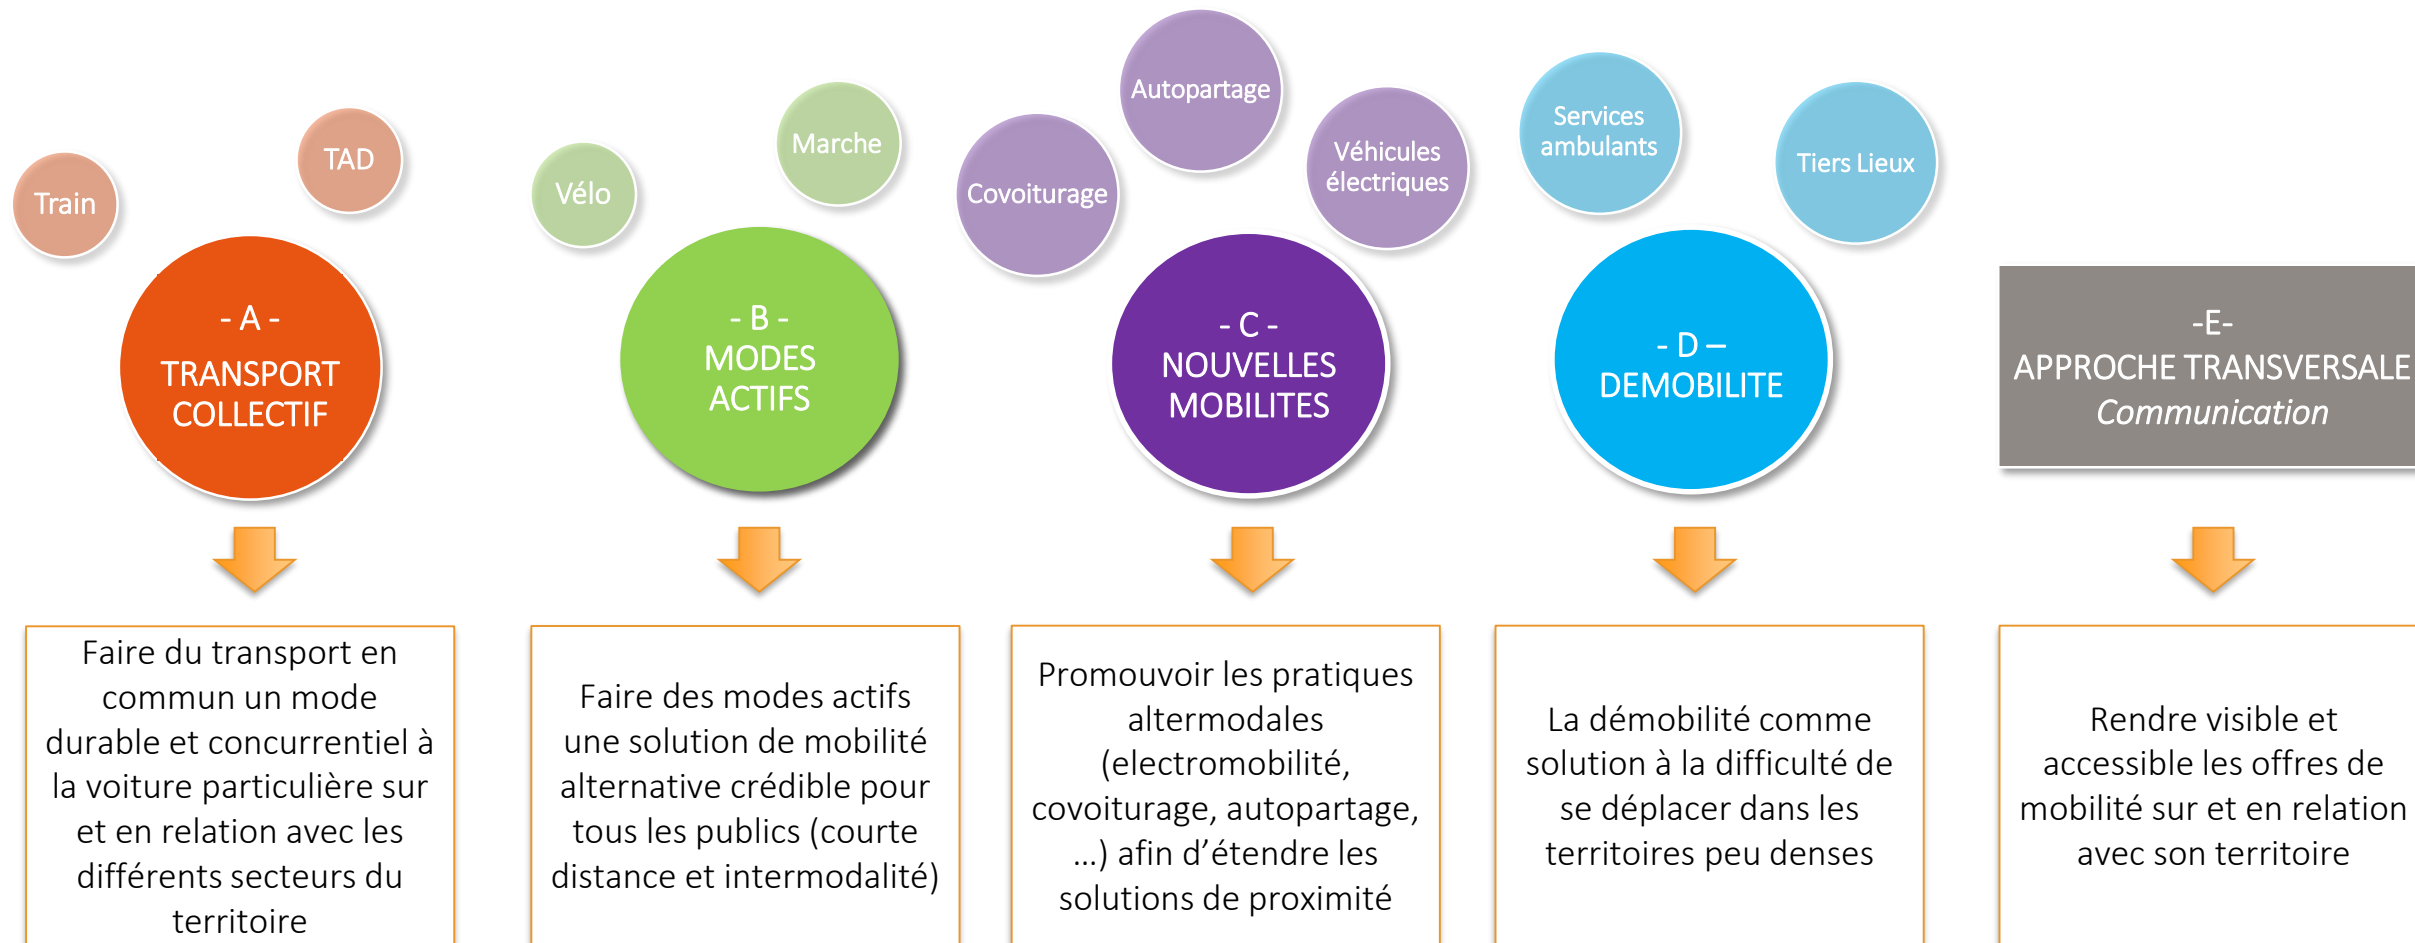 Train
TAD
- A -
TRANSPORT
COLLECTIF
Faire du transport en
commun un mode
durable et concurrentiel à
la voiture particulière sur
et en relation avec les
différents secteurs du
territoire
Vélo
Marche
- B -
MODES
ACTIFS
Faire des modes actifs
une solution de mobilité
alternative crédible pour
tous les publics (courte
distance et intermodalité)
Covoiturage
Autopartage
Véhicules
électriques
- C -
NOUVELLES
MOBILITES
Promouvoir les pratiques
altermodales
(electromobilité,
covoiturage, autopartage,
...) afin d’étendre les
solutions de proximité
Services
ambulants
Tiers Lieux
- D –
DEMOBILITE
La démobilité comme
solution à la difficulté de
se déplacer dans les
territoires peu denses
-E-
APPROCHE TRANSVERSALE
Communication
Rendre visible et
accessible les offres de
mobilité sur et en relation
avec son territoire